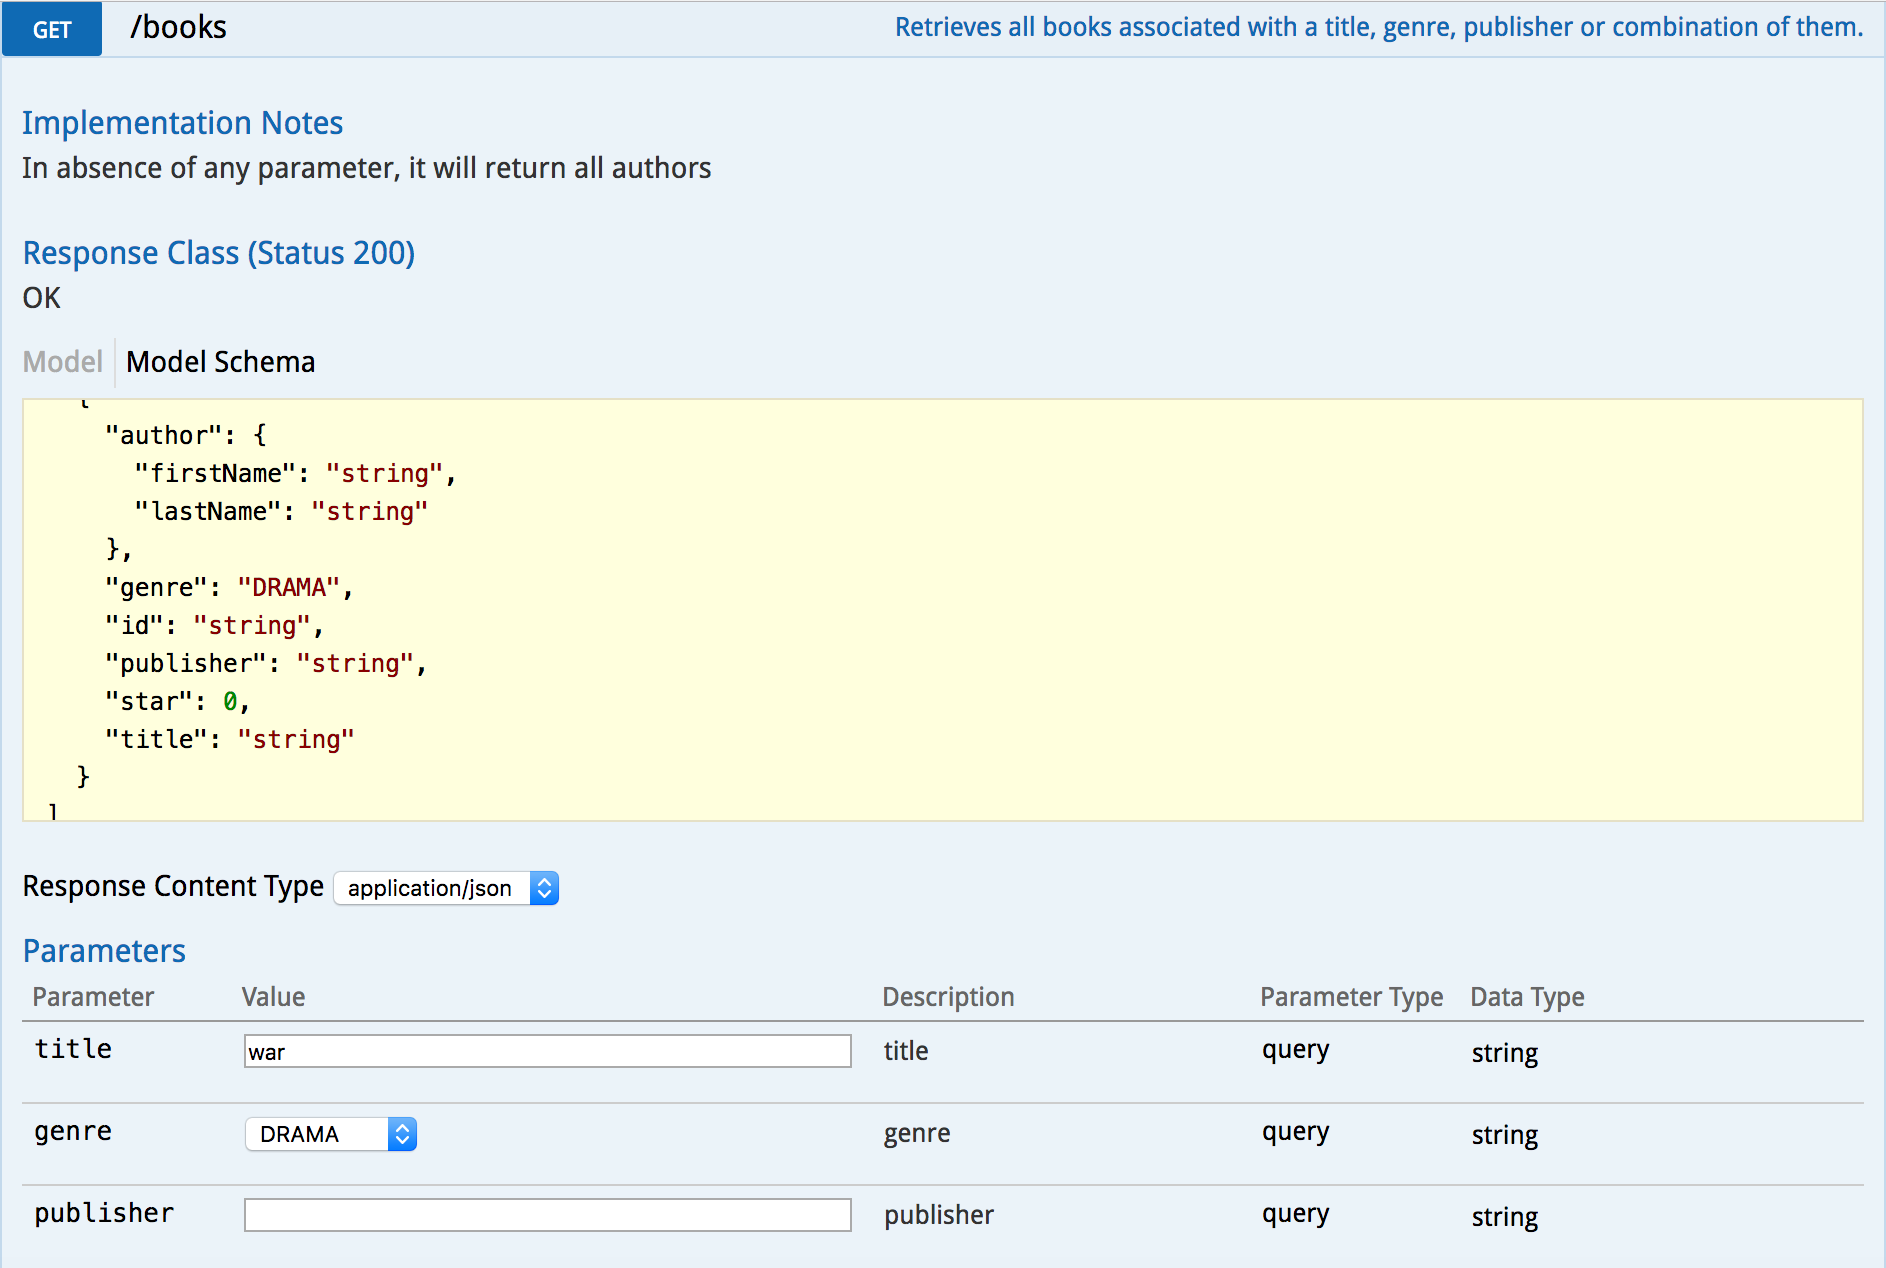 GET /books Retrieves all books associated with a title, genre, publisher or combination of them.
Implementation Notes
In absence of any parameter, it will return all authors
Response Class (Status 200)
OK
Model Model Schema
{
"author": {
"firstName": "string",
"lastName": "string"
},
"genre": "DRAMA",
"id": "string",
"publisher": "string",
"star": 0,
"title": "string"
}
]
Response Content Type application/json
Parameters
Parameter Value Description Parameter Type Data Type
title war title query string
genre DRAMA genre query string
publisher publisher query string